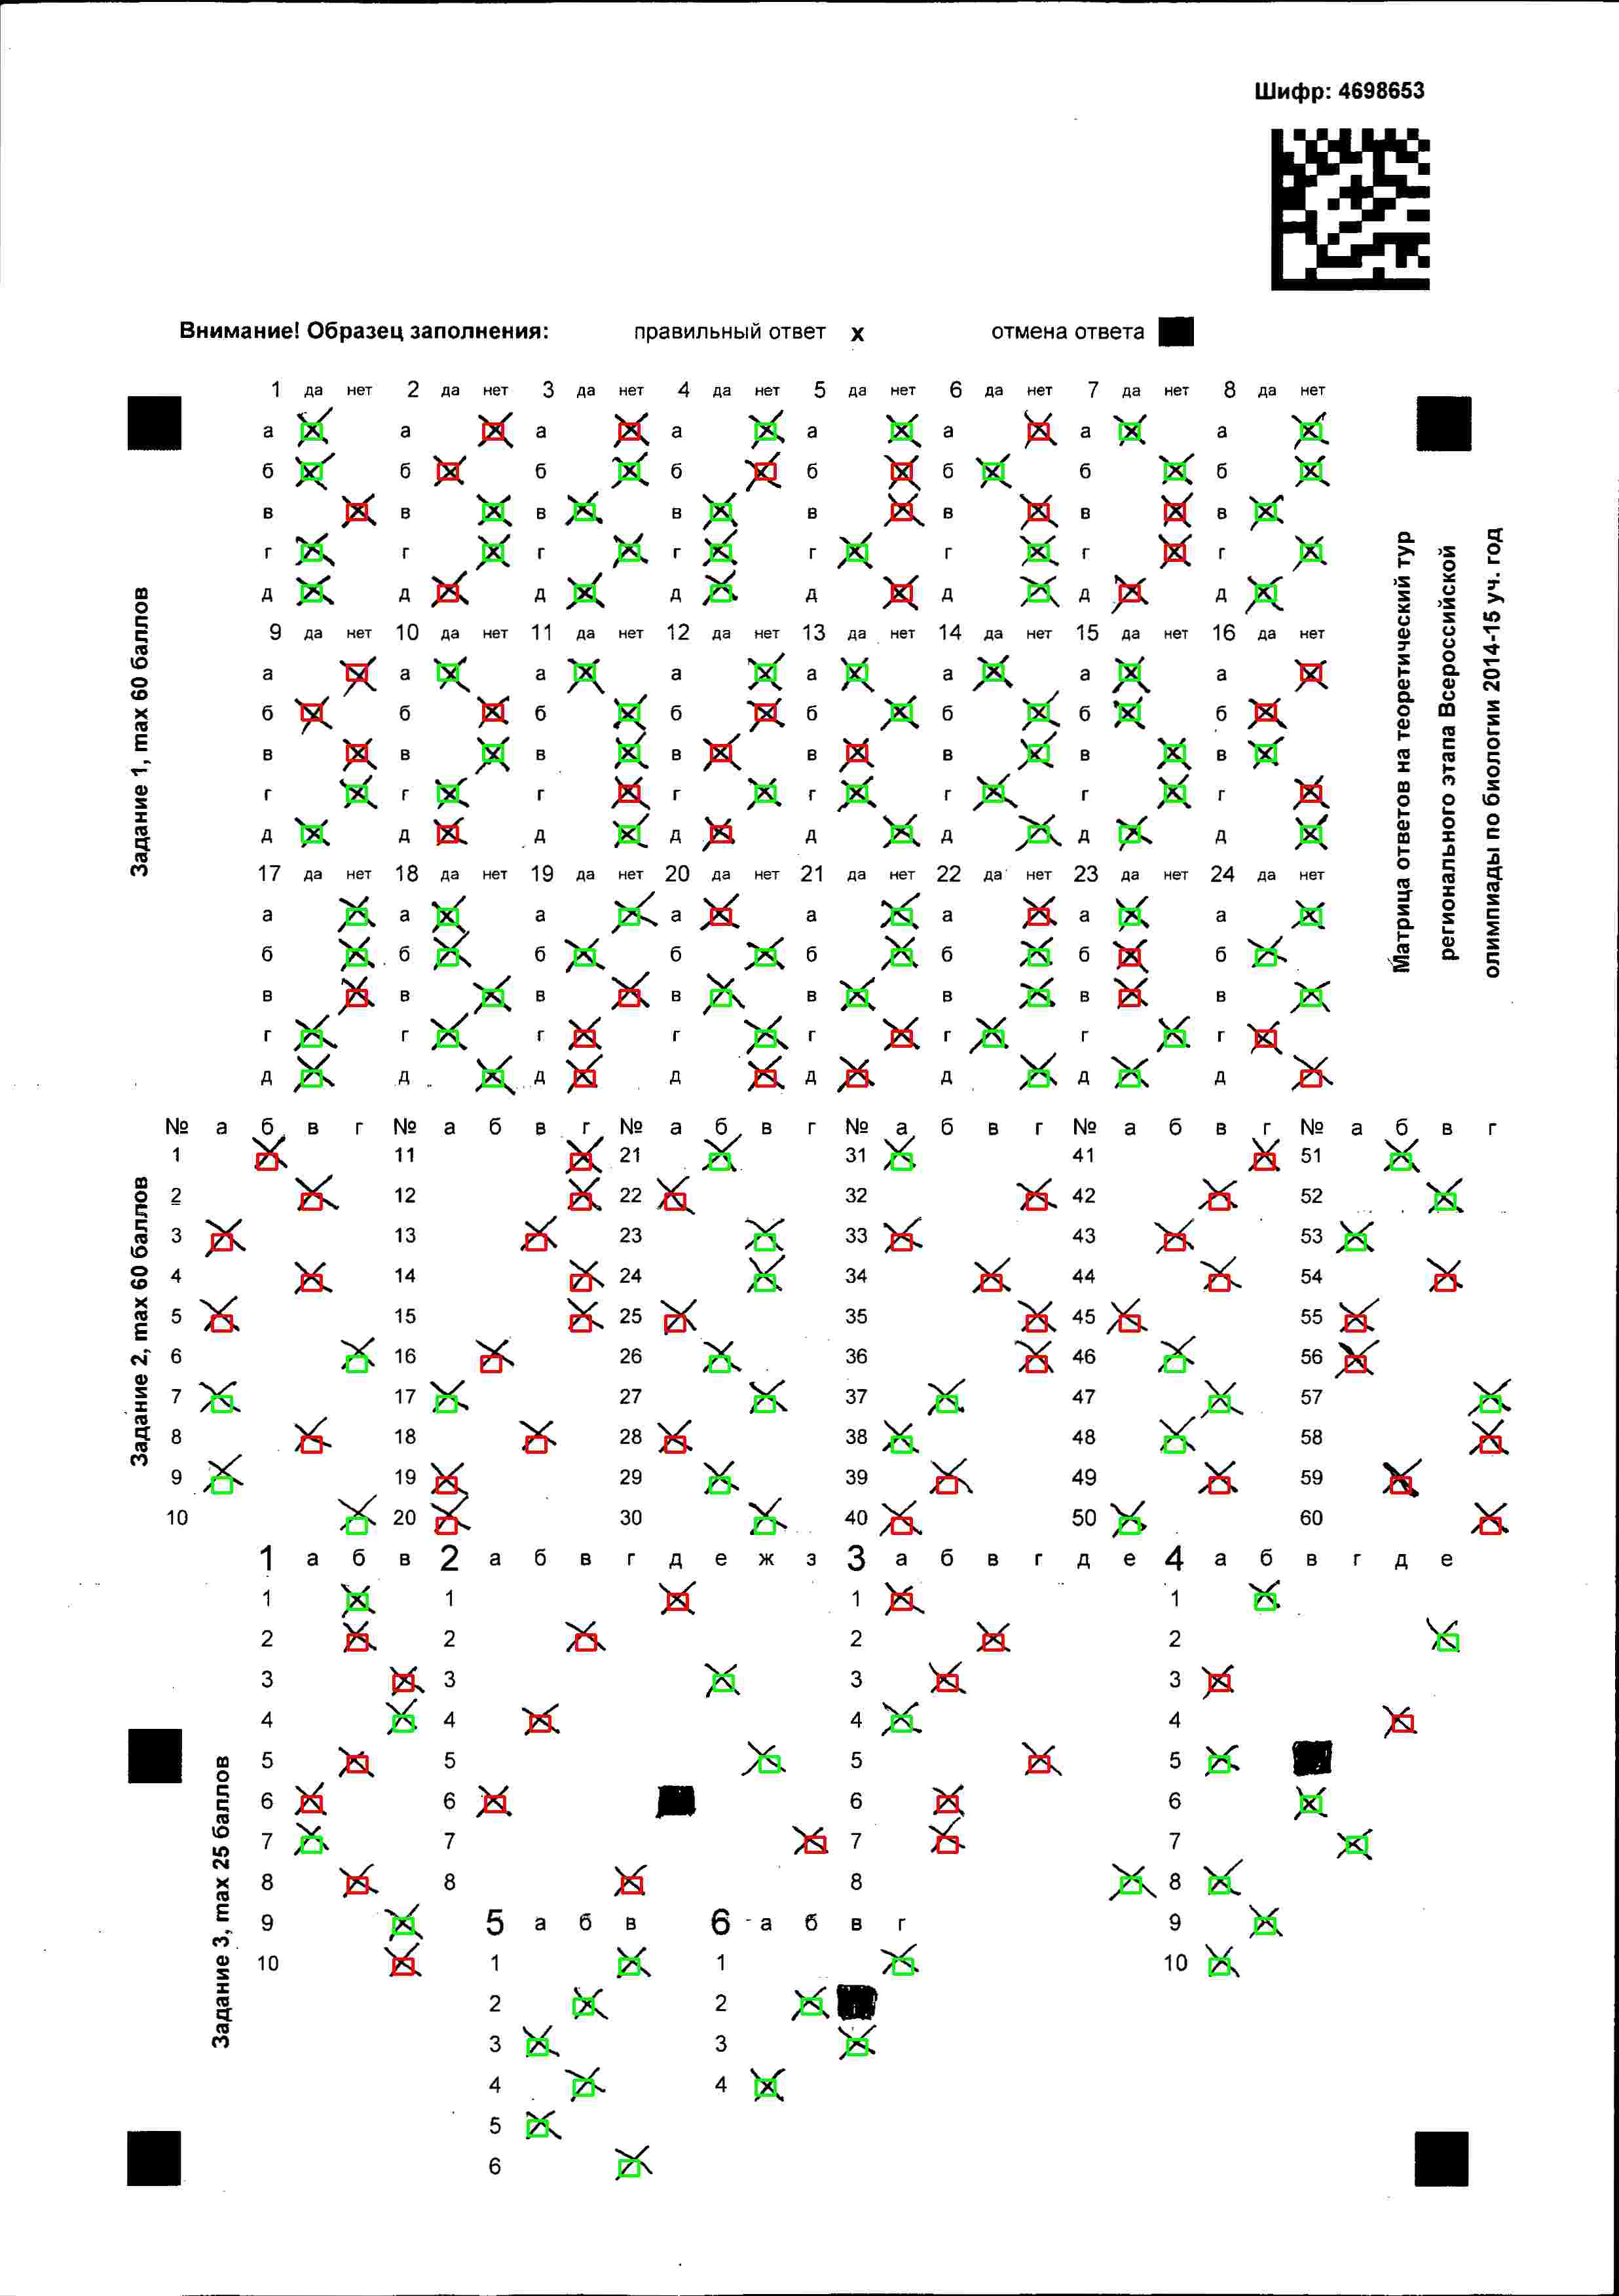 Шифр: 4698653
Внимание! Образец заполнения: правильный ответ x отмена ответа
1 да нет 2 да нет 3 да нет 4 да нет 5 да нет 6 да нет 7 да нет 8 да нет
а а а а а а а а
б б б б б б б б
в в в в в в в в
г г г г г г г г
д д д д д д д д
9 да нет 10 да нет 11 да нет 12 да нет 13 да нет 14 да нет 15 да нет 16 да нет
а а а а а а а а
б б б б б б б б
в в в в в в в в
г г г г г г г г
д д д д д д д д
17 да нет 18 да нет 19 да нет 20 да нет 21 да нет 22 да нет 23 да нет 24 да нет
а а а а а а а а
б б б б б б б б
в в в в в в в в
г г г г г г г г
д д д д д д д д
Задание 1, max 60 баллов
Матрица ответов на теоретический тур
регионального этапа Всероссийской
олимпиады по биологии 2014-15 уч. год
№ а б в г № а б в г № а б в г № а б в г № а б в г № а б в г
1 11 21 31 41 51
2 12 22 32 42 52
3 13 23 33 43 53
4 14 24 34 44 54
5 15 25 35 45 55
6 16 26 36 46 56
7 17 27 37 47 57
8 18 28 38 48 58
9 19 29 39 49 59
10 20 30 40 50 60
Задание 2, max 60 баллов
1 а б в 2 а б в г д е ж з 3 а б в г д е 4 а б в г д е
1 1 1 1
2 2 2 2
3 3 3 3
4 4 4 4
5 5 5 5
6 6 6 6
7 7 7 7
8 8 8 8
9 5 а б в 6 а б в г 9
10 1 1 10
2 2
3 3
4 4
5
6
Задание 3, max 25 баллов